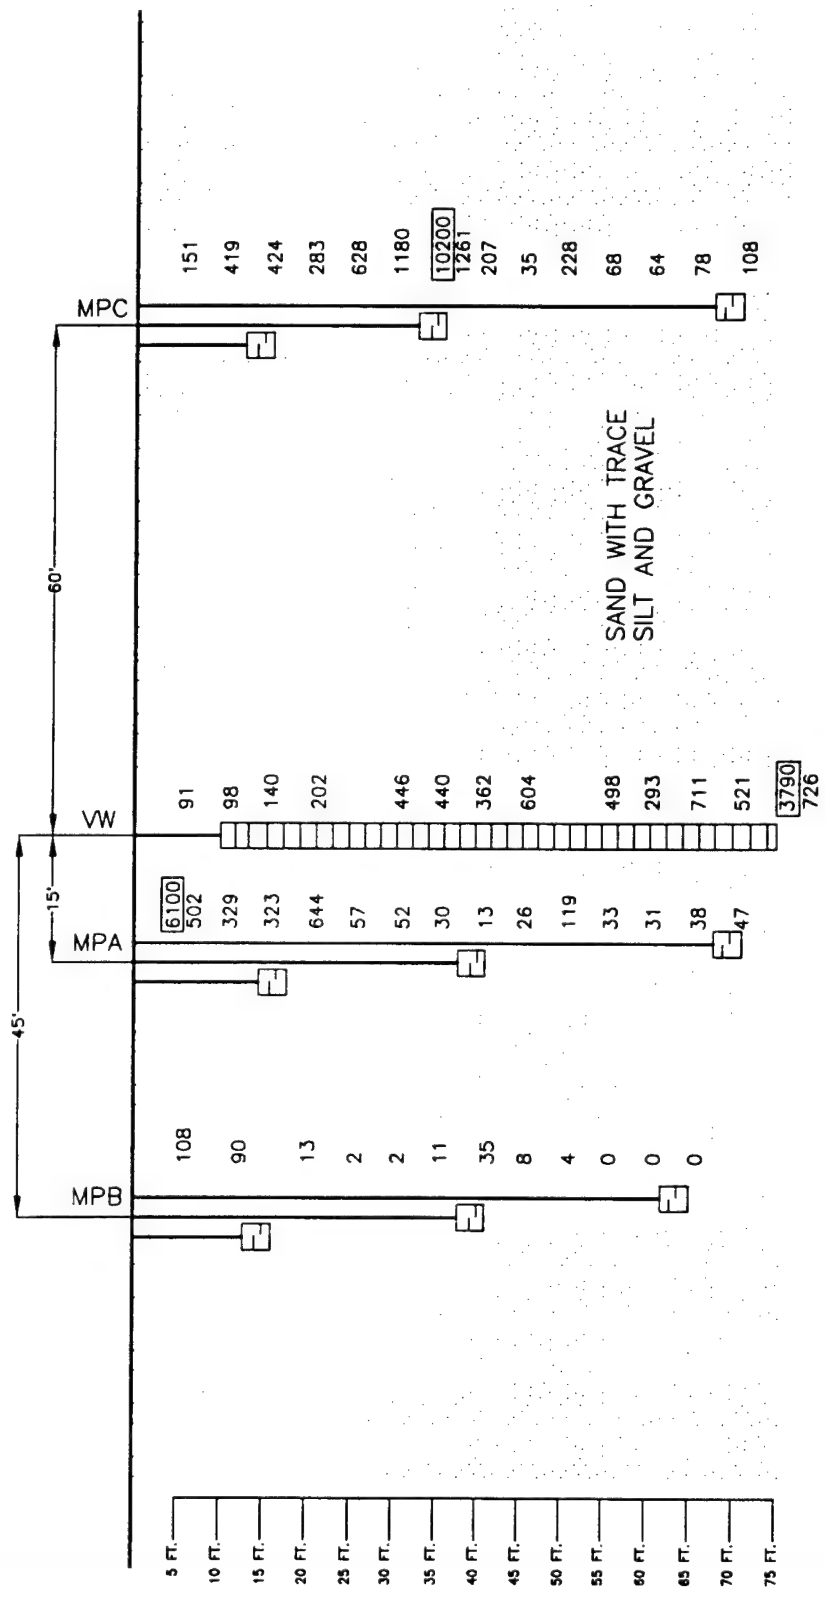 45'
15'
60'
MPB
MPA
VW
MPC
108
90
13
2
2
11
35
8
4
0
0
0
6100
502
329
323
644
57
52
30
13
26
119
33
31
38
47
91
98
140
202
446
440
362
604
498
293
711
521
3790
726
151
419
424
283
628
1180
10200
1261
207
35
228
68
64
78
108
SAND WITH TRACE
SILT AND GRAVEL
5 FT.
10 FT.
15 FT.
20 FT.
25 FT.
30 FT.
35 FT.
40 FT.
45 FT.
50 FT.
55 FT.
60 FT.
65 FT.
70 FT.
75 FT.